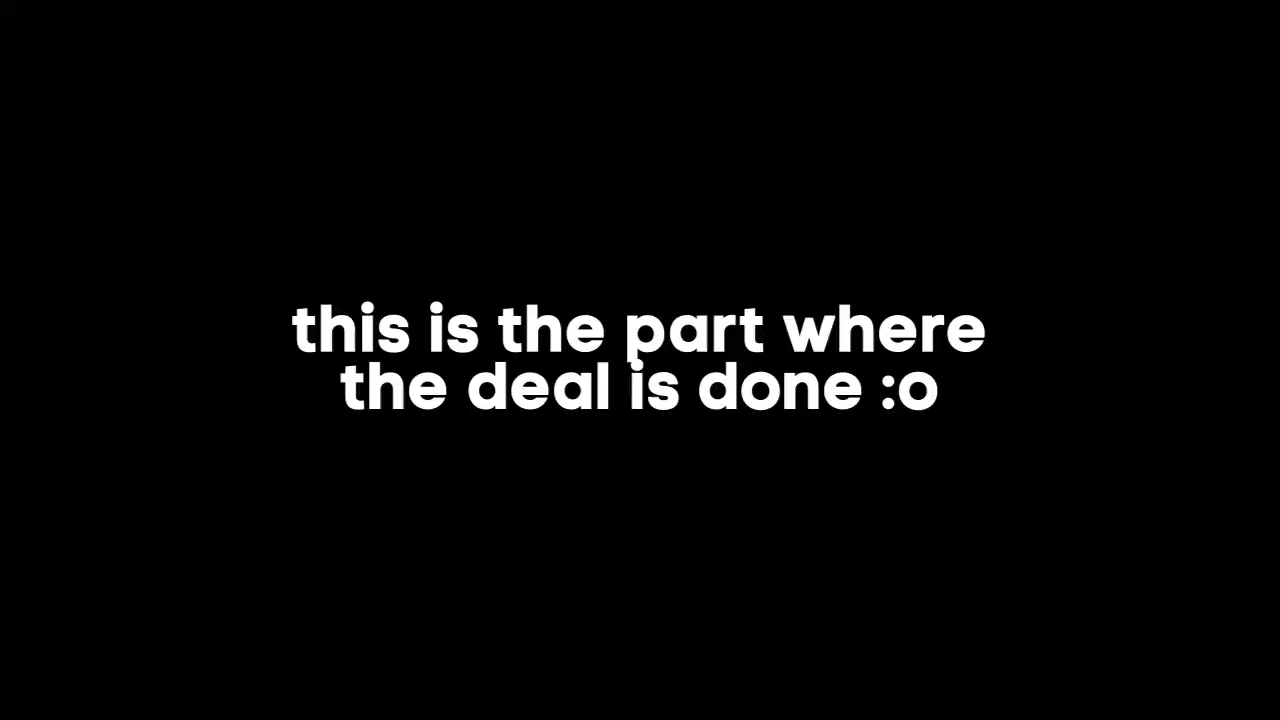 this is the part where
the deal is done :o